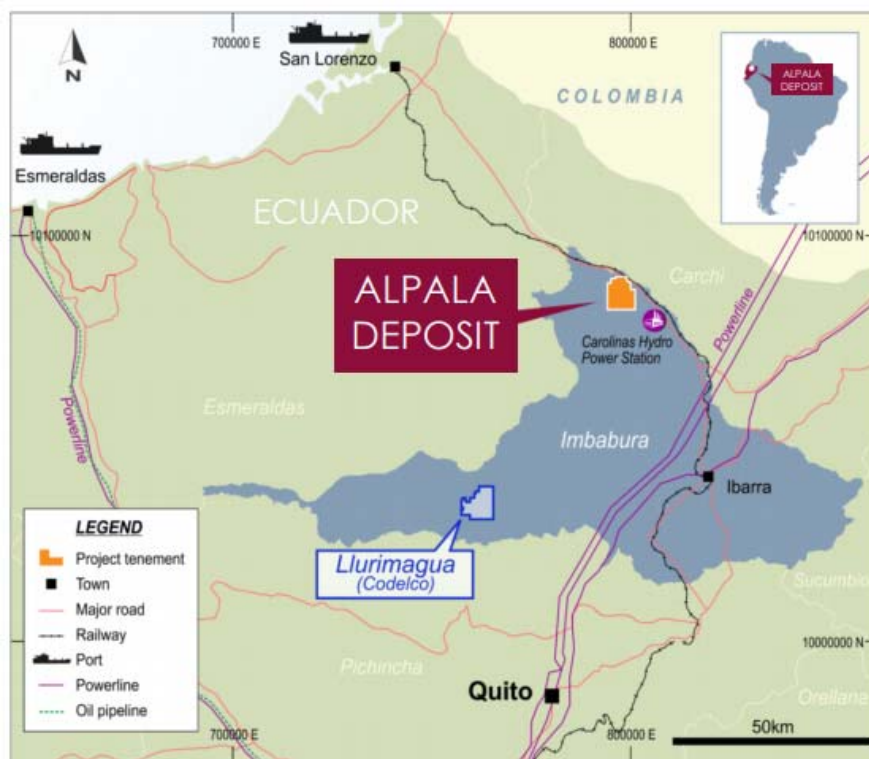 700000 E
San Lorenzo
800000 E
N
COLOMBIA
ALPALA
DEPOSIT
Esmeraldas
10100000 N
ECUADOR
10100000 N
Carchi
ALPALA
DEPOSIT
Powerline
Carolinas Hydro
Power Station
Esmeraldas
Powerline
Imbabura
Ibarra
LEGEND
Project tenement
Town
Major road
Railway
Port
Powerline
Oil pipeline
Llurimagua
(Codelco)
Sucumbio
10000000 N
Pichincha
Quito
Orellana
700000 E
800000 E
50km